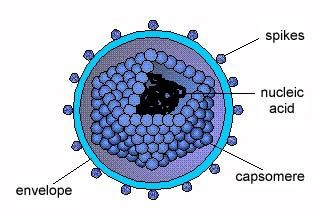 spikes
nucleic
acid
capsomere
envelope